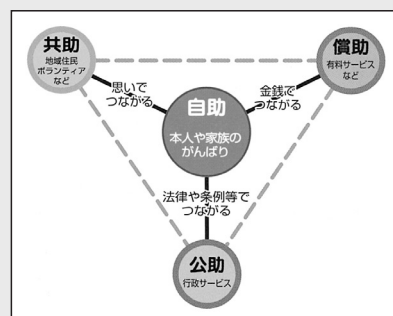 共助
地域住民
ボランティア
など
償助
有料サービス
など
思いで
つながる
金銭で
つながる
自助
本人や家族の
がんばり
法律や条例等で
つながる
公助
行政サービス